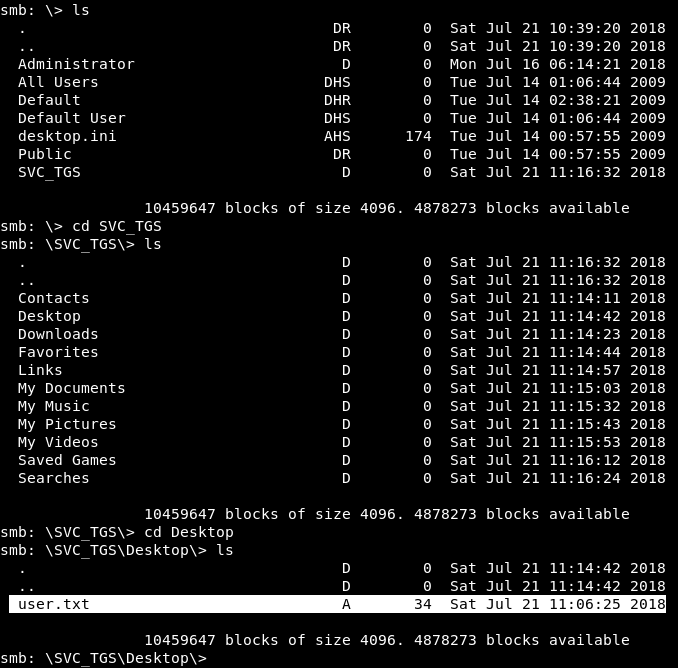 smb: \> ls
  .                                  DR        0  Sat Jul 21 10:39:20 2018
  ..                                 DR        0  Sat Jul 21 10:39:20 2018
  Administrator                       D        0  Mon Jul 16 06:14:21 2018
  All Users                         DHS        0  Tue Jul 14 01:06:44 2009
  Default                           DHR        0  Tue Jul 14 02:38:21 2009
  Default User                      DHS        0  Tue Jul 14 01:06:44 2009
  desktop.ini                       AHS      174  Tue Jul 14 00:57:55 2009
  Public                             DR        0  Tue Jul 14 00:57:55 2009
  SVC_TGS                             D        0  Sat Jul 21 11:16:32 2018

                10459647 blocks of size 4096. 4878273 blocks available
smb: \> cd SVC_TGS
smb: \SVC_TGS\> ls
  .                                   D        0  Sat Jul 21 11:16:32 2018
  ..                                  D        0  Sat Jul 21 11:16:32 2018
  Contacts                            D        0  Sat Jul 21 11:14:11 2018
  Desktop                             D        0  Sat Jul 21 11:14:42 2018
  Downloads                           D        0  Sat Jul 21 11:14:23 2018
  Favorites                           D        0  Sat Jul 21 11:14:44 2018
  Links                               D        0  Sat Jul 21 11:14:57 2018
  My Documents                        D        0  Sat Jul 21 11:15:03 2018
  My Music                            D        0  Sat Jul 21 11:15:32 2018
  My Pictures                         D        0  Sat Jul 21 11:15:43 2018
  My Videos                           D        0  Sat Jul 21 11:15:53 2018
  Saved Games                         D        0  Sat Jul 21 11:16:12 2018
  Searches                            D        0  Sat Jul 21 11:16:24 2018

                10459647 blocks of size 4096. 4878273 blocks available
smb: \SVC_TGS\> cd Desktop
smb: \SVC_TGS\Desktop\> ls
  .                                   D        0  Sat Jul 21 11:14:42 2018
  ..                                  D        0  Sat Jul 21 11:14:42 2018
  user.txt                            A       34  Sat Jul 21 11:06:25 2018

                10459647 blocks of size 4096. 4878273 blocks available
smb: \SVC_TGS\Desktop\>